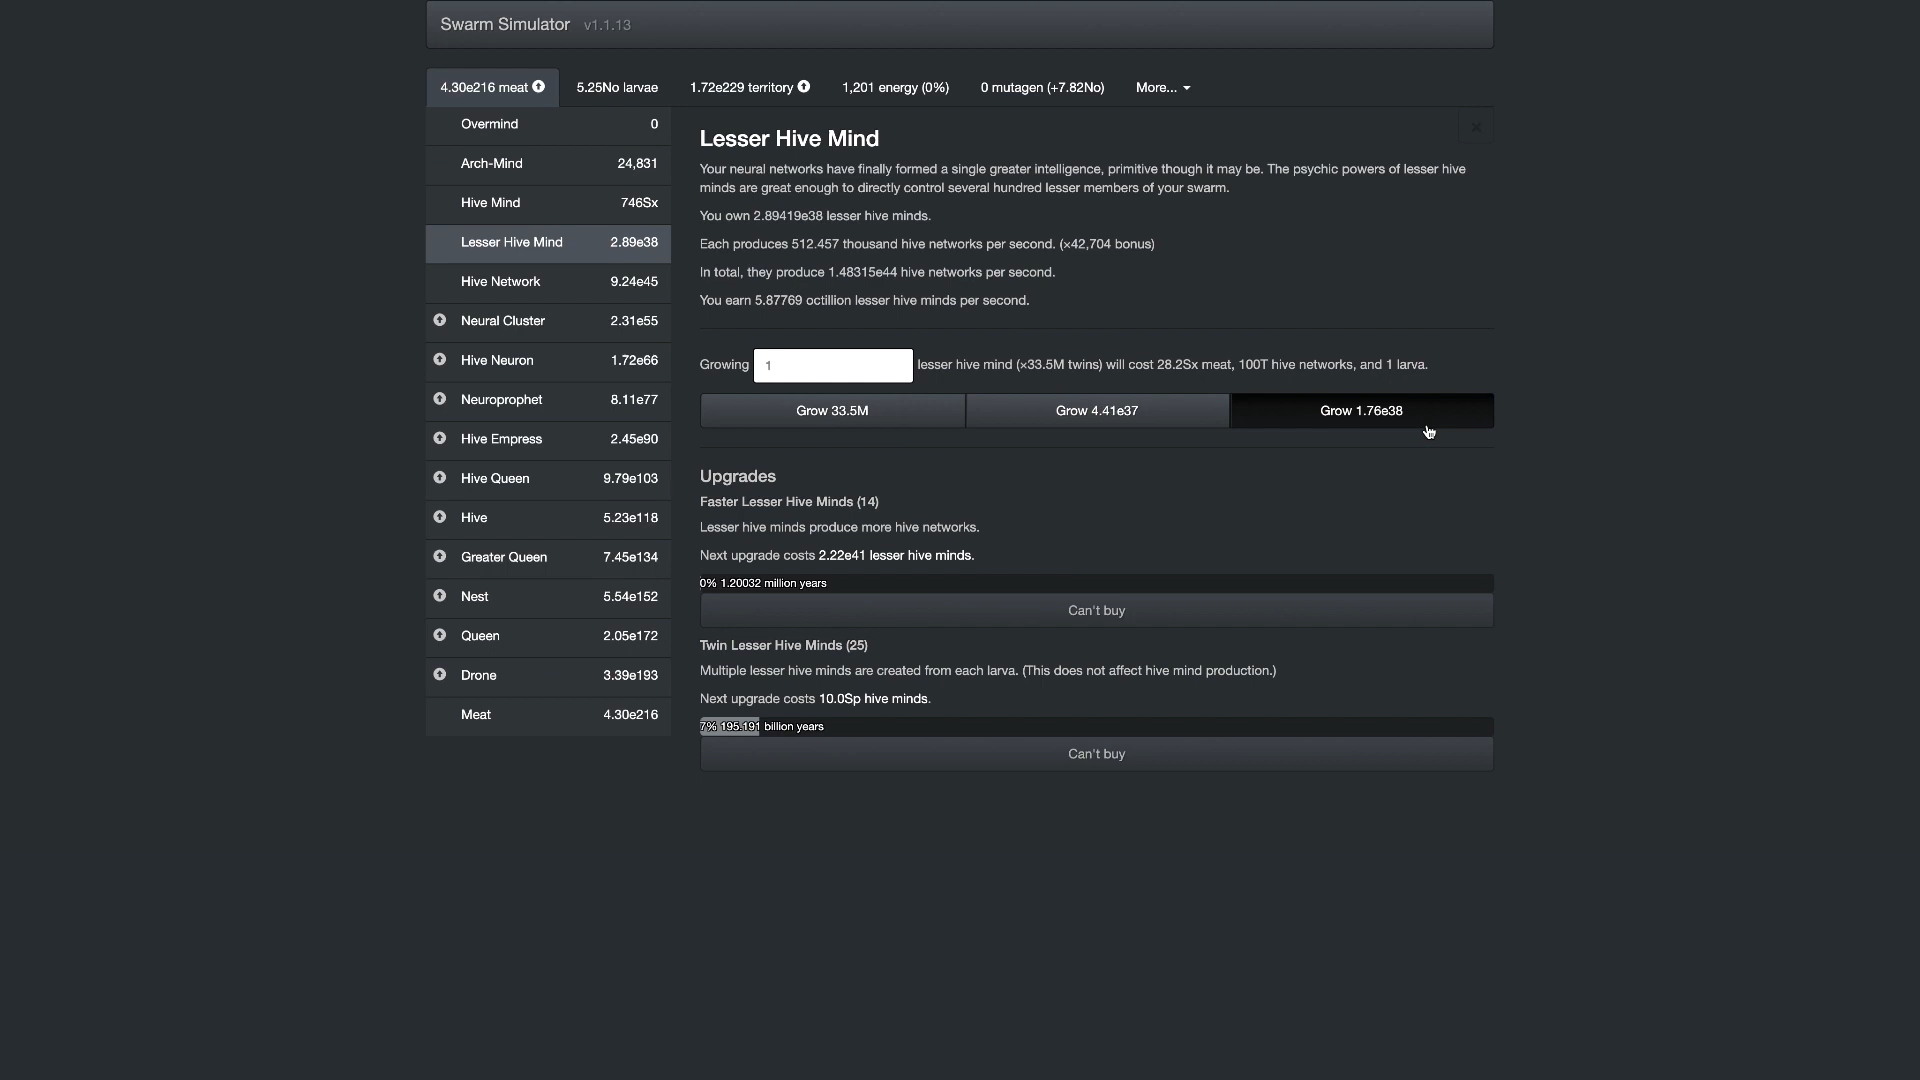 Swarm Simulator v1.1.13
4.30e216 meat 5.25No larvae 1.72e229 territory 1,201 energy (0%) 0 mutagen (+7.82No) More...
Overmind 0
Arch-Mind 24,831
Hive Mind 746Sx
Lesser Hive Mind 2.89e38
Hive Network 9.24e45
Neural Cluster 2.31e55
Hive Neuron 1.72e66
Neuroprophet 8.11e77
Hive Empress 2.45e90
Hive Queen 9.79e103
Hive 5.23e118
Greater Queen 7.45e134
Nest 5.54e152
Queen 2.05e172
Drone 3.39e193
Meat 4.30e216
Lesser Hive Mind
Your neural networks have finally formed a single greater intelligence, primitive though it may be. The psychic powers of lesser hive
minds are great enough to directly control several hundred lesser members of your swarm.
You own 2.89419e38 lesser hive minds.
Each produces 512.457 thousand hive networks per second. (×42,704 bonus)
In total, they produce 1.48315e44 hive networks per second.
You earn 5.87769 octillion lesser hive minds per second.
Growing 1 lesser hive mind (×33.5M twins) will cost 28.2Sx meat, 100T hive networks, and 1 larva.
Grow 33.5M Grow 4.41e37 Grow 1.76e38
Upgrades
Faster Lesser Hive Minds (14)
Lesser hive minds produce more hive networks.
Next upgrade costs 2.22e41 lesser hive minds.
0% 1.20032 million years
Can't buy
Twin Lesser Hive Minds (25)
Multiple lesser hive minds are created from each larva. (This does not affect hive mind production.)
Next upgrade costs 10.0Sp hive minds.
7% 195.191 billion years
Can't buy